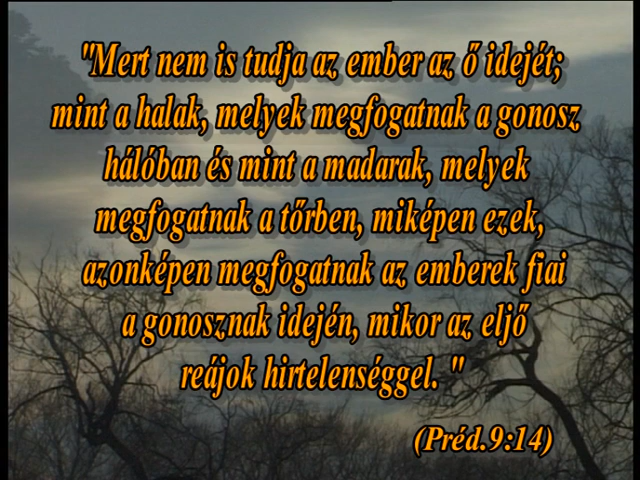 "Mert nem is tudja az ember az ő idejét;
mint a halak, melyek megfogatnak a gonosz
hálóban és mint a madarak, melyek
megfogatnak a tőrben, miképen ezek,
azonképen megfogatnak az emberek fiai
a gonosznak idején, mikor az eljő
reájok hirtelenséggel. "
(Préd.9:14)